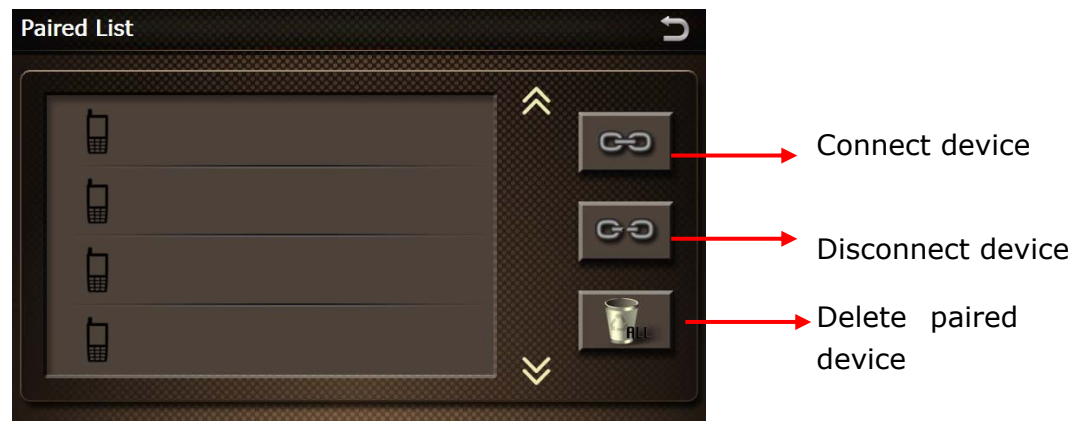 Paired List
Connect device
Disconnect device
ALL
Delete paired
device